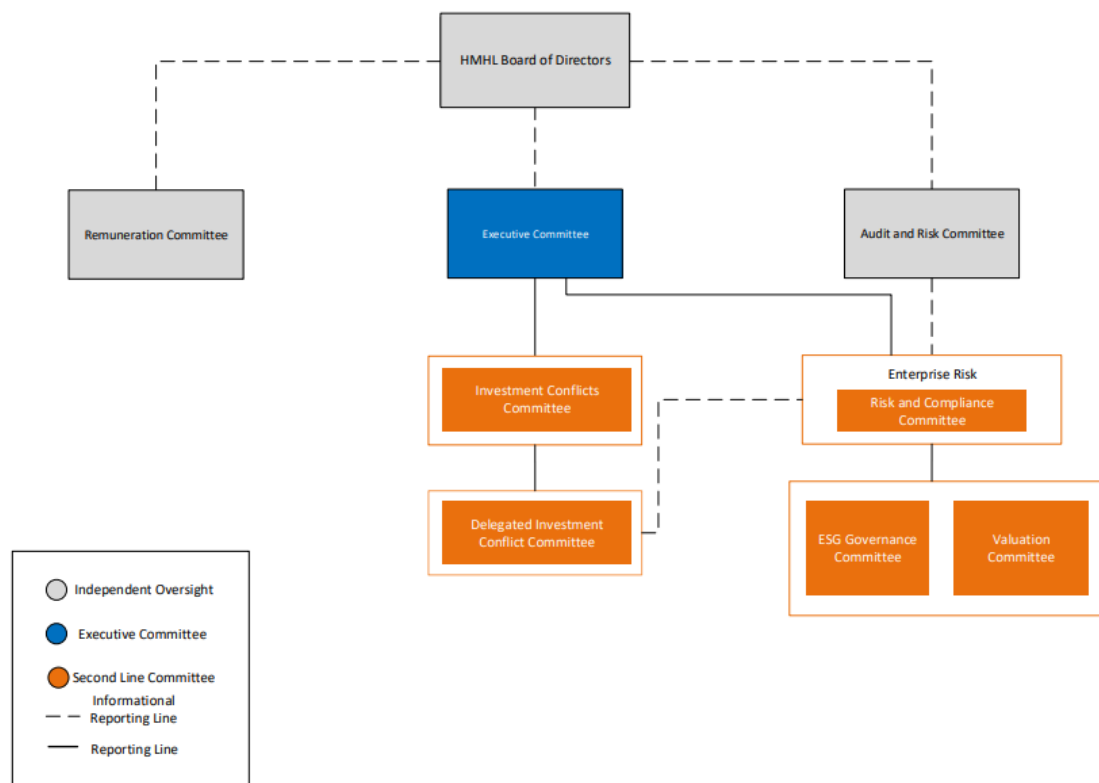 HMHL Board of Directors
Remuneration Committee
Executive Committee
Audit and Risk Committee
Investment Conflicts
Committee
Enterprise Risk
Risk and Compliance
Committee
Delegated Investment
Conflict Committee
ESG Governance
Committee
Valuation
Committee
Independent Oversight
Executive Committee
Second Line Committee
Informational
Reporting Line
Reporting Line